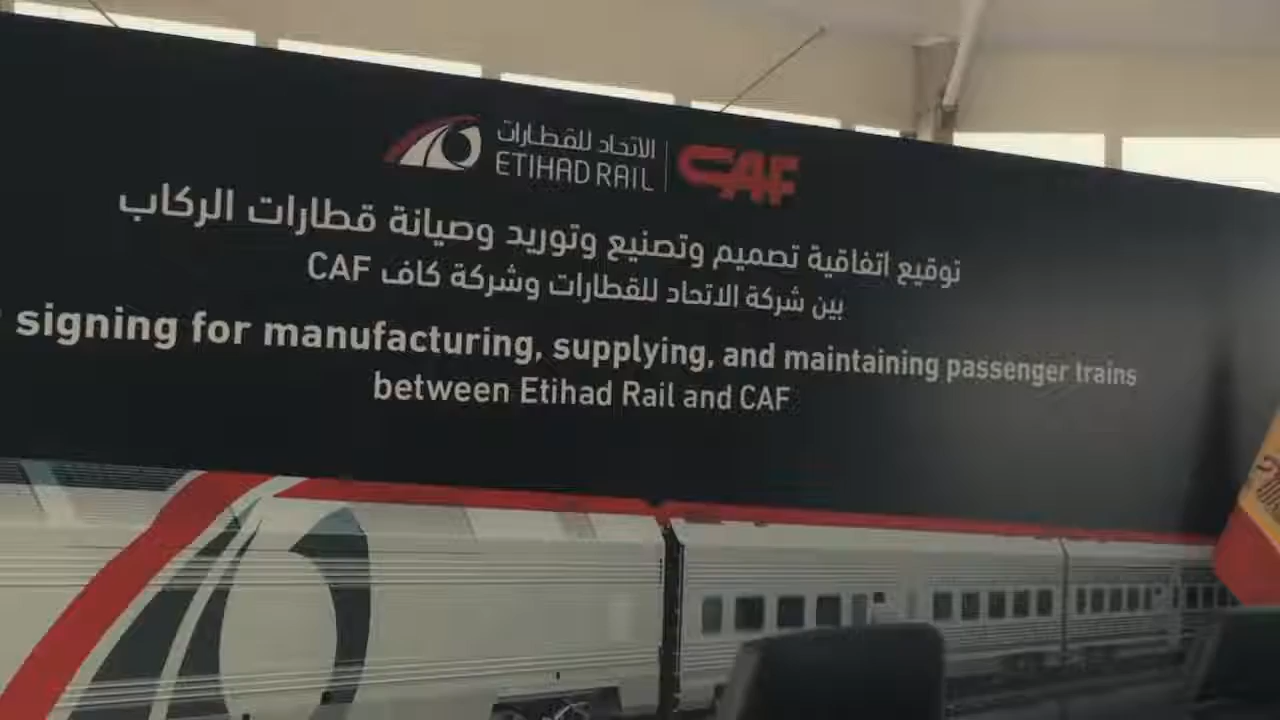 الاتحاد للقطارات
ETIHAD RAIL
CAF
توقيع اتفاقية تصميم وتصنيع وتوريد وصيانة قطارات الركاب
بين شركة الاتحاد للقطارات وشركة كاف CAF
signing for manufacturing, supplying, and maintaining passenger trains
between Etihad Rail and CAF